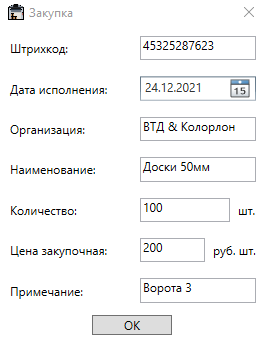 Закупка
Штрихкод: 45325287623
Дата исполнения: 24.12.2021 15
Организация: ВТД & Колорлон
Наименование: Доски 50мм
Количество: 100 шт.
Цена закупочная: 200 руб. шт.
Примечание: Ворота 3
ОК